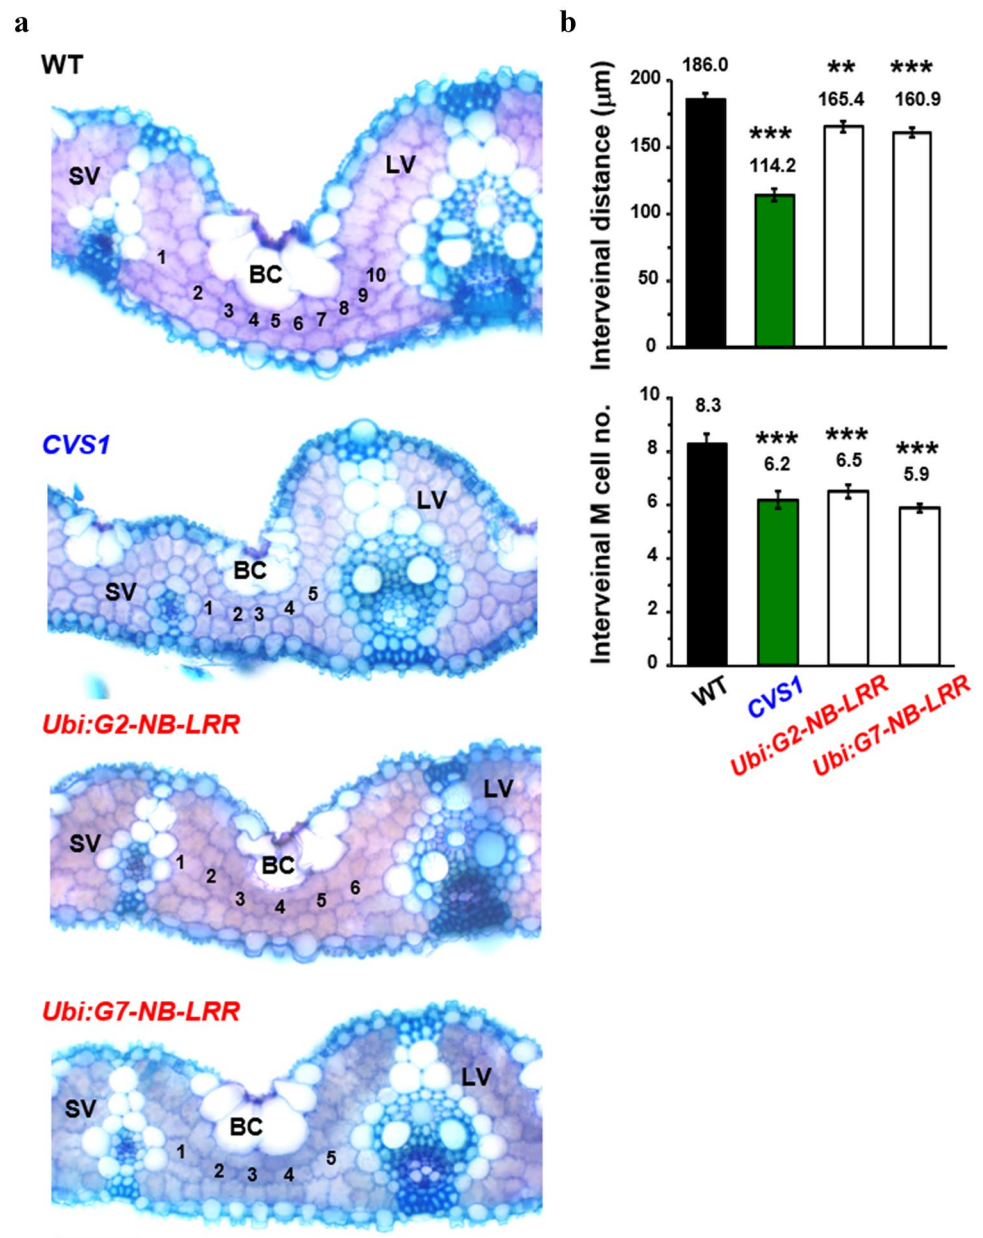 a
WT
SV
LV
BC
1 2 3 4 5 6 7 8 9 10
CVS1
LV
BC
SV
1 2 3 4 5
Ubi:G2-NB-LRR
LV
SV
BC
1 2 3 4 5 6
Ubi:G7-NB-LRR
LV
SV
BC
1 2 3 4 5
b
Interveinal distance (µm)
200
150
100
50
0
186.0
***
114.2
**
165.4
***
160.9
Interveinal M cell no.
10
8
6
4
2
0
8.3
***
6.2
***
6.5
***
5.9
WT
CVS1
Ubi:G2-NB-LRR
Ubi:G7-NB-LRR